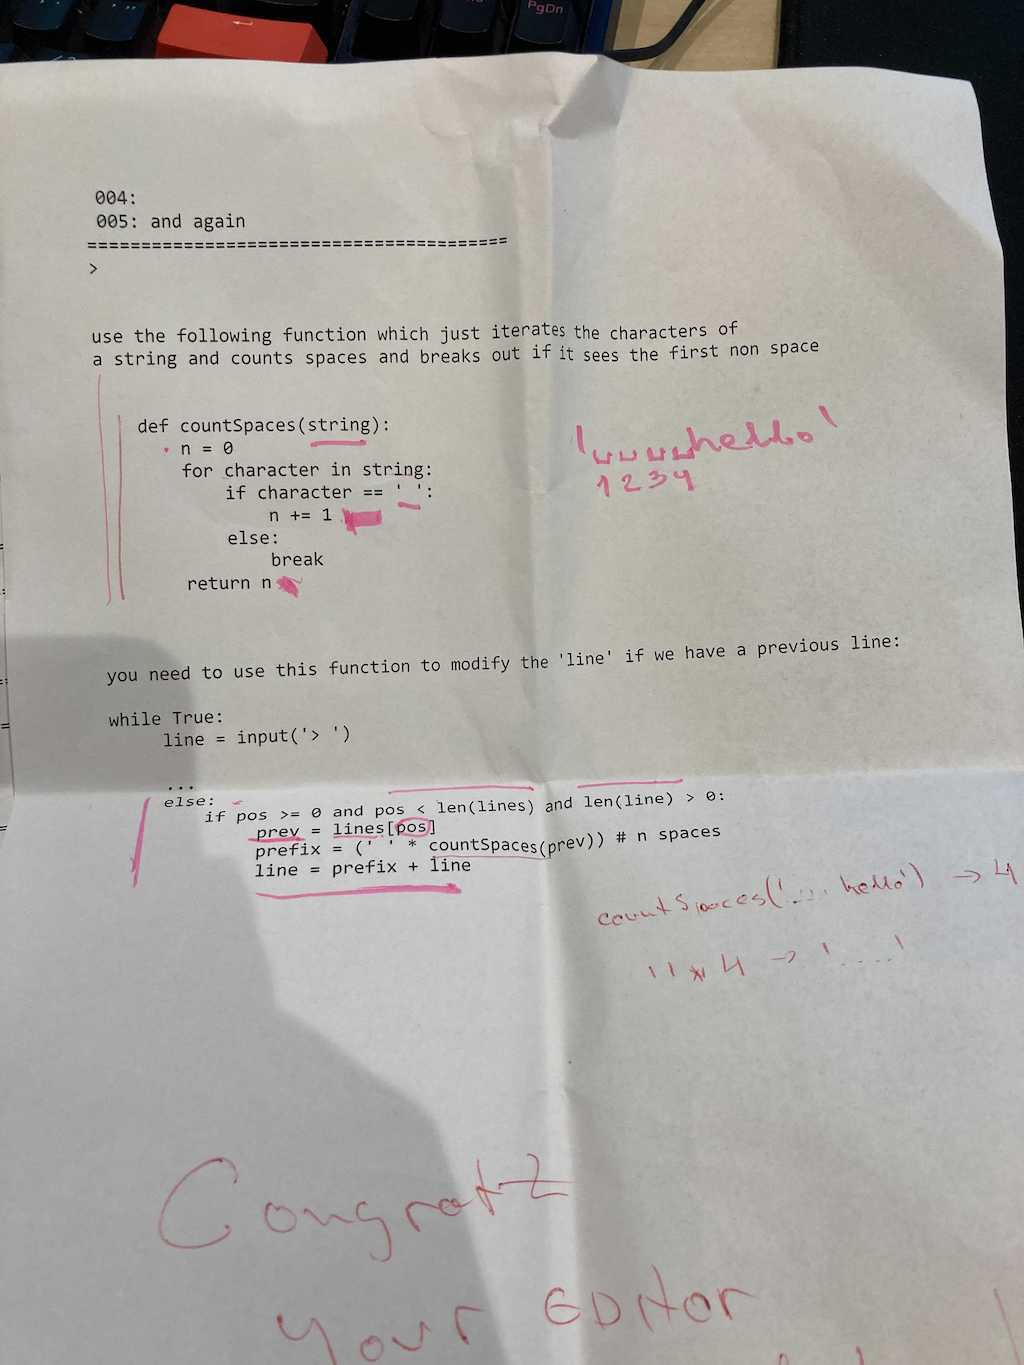 PgDn
004:
005: and again
=======================================
>
use the following function which just iterates the characters of
a string and counts spaces and breaks out if it sees the first non space
def countSpaces(string):
    n = 0
    for character in string:
        if character == ' ':
            n += 1
        else:
            break
    return n
'␣␣␣␣hello'
1234
you need to use this function to modify the 'line' if we have a previous line:
while True:
     line = input('> ')
     ...
     else:
         if pos >= 0 and pos < len(lines) and len(line) > 0:
              prev = lines[pos]
              prefix = (' ' * countSpaces(prev)) # n spaces
              line = prefix + line
countSpaces('....hello') -> 4
' ' * 4 -> '....'
Congratz
your EDitor